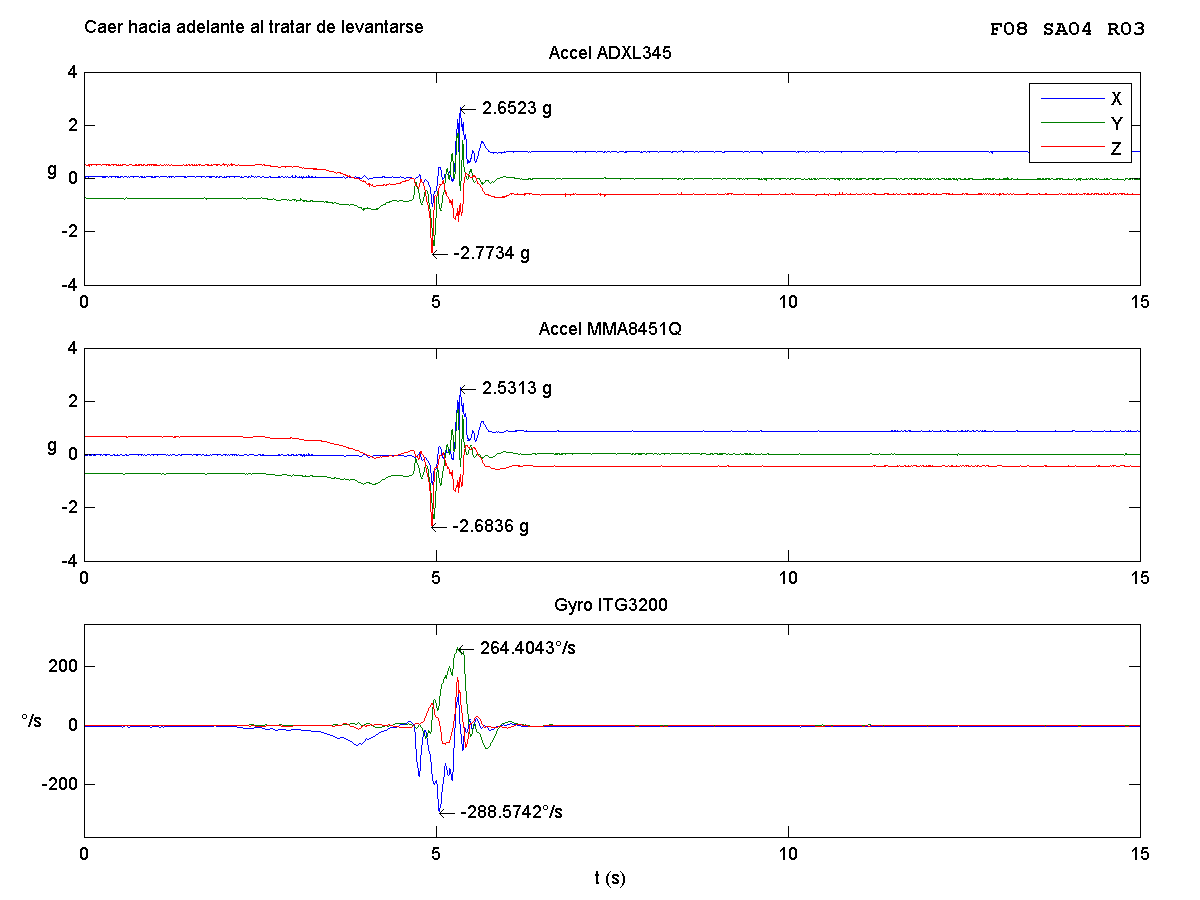 Caer hacia adelante al tratar de levantarse
F08 SA04 R03
Accel ADXL345
4
2
0
-2
-4
g
2.6523 g
-2.7734 g
X
Y
Z
0 5 10 15
Accel MMA8451Q
4
2
0
-2
-4
g
2.5313 g
-2.6836 g
0 5 10 15
Gyro ITG3200
200
0
-200
°/s
264.4043°/s
-288.5742°/s
0 5 10 15
t (s)